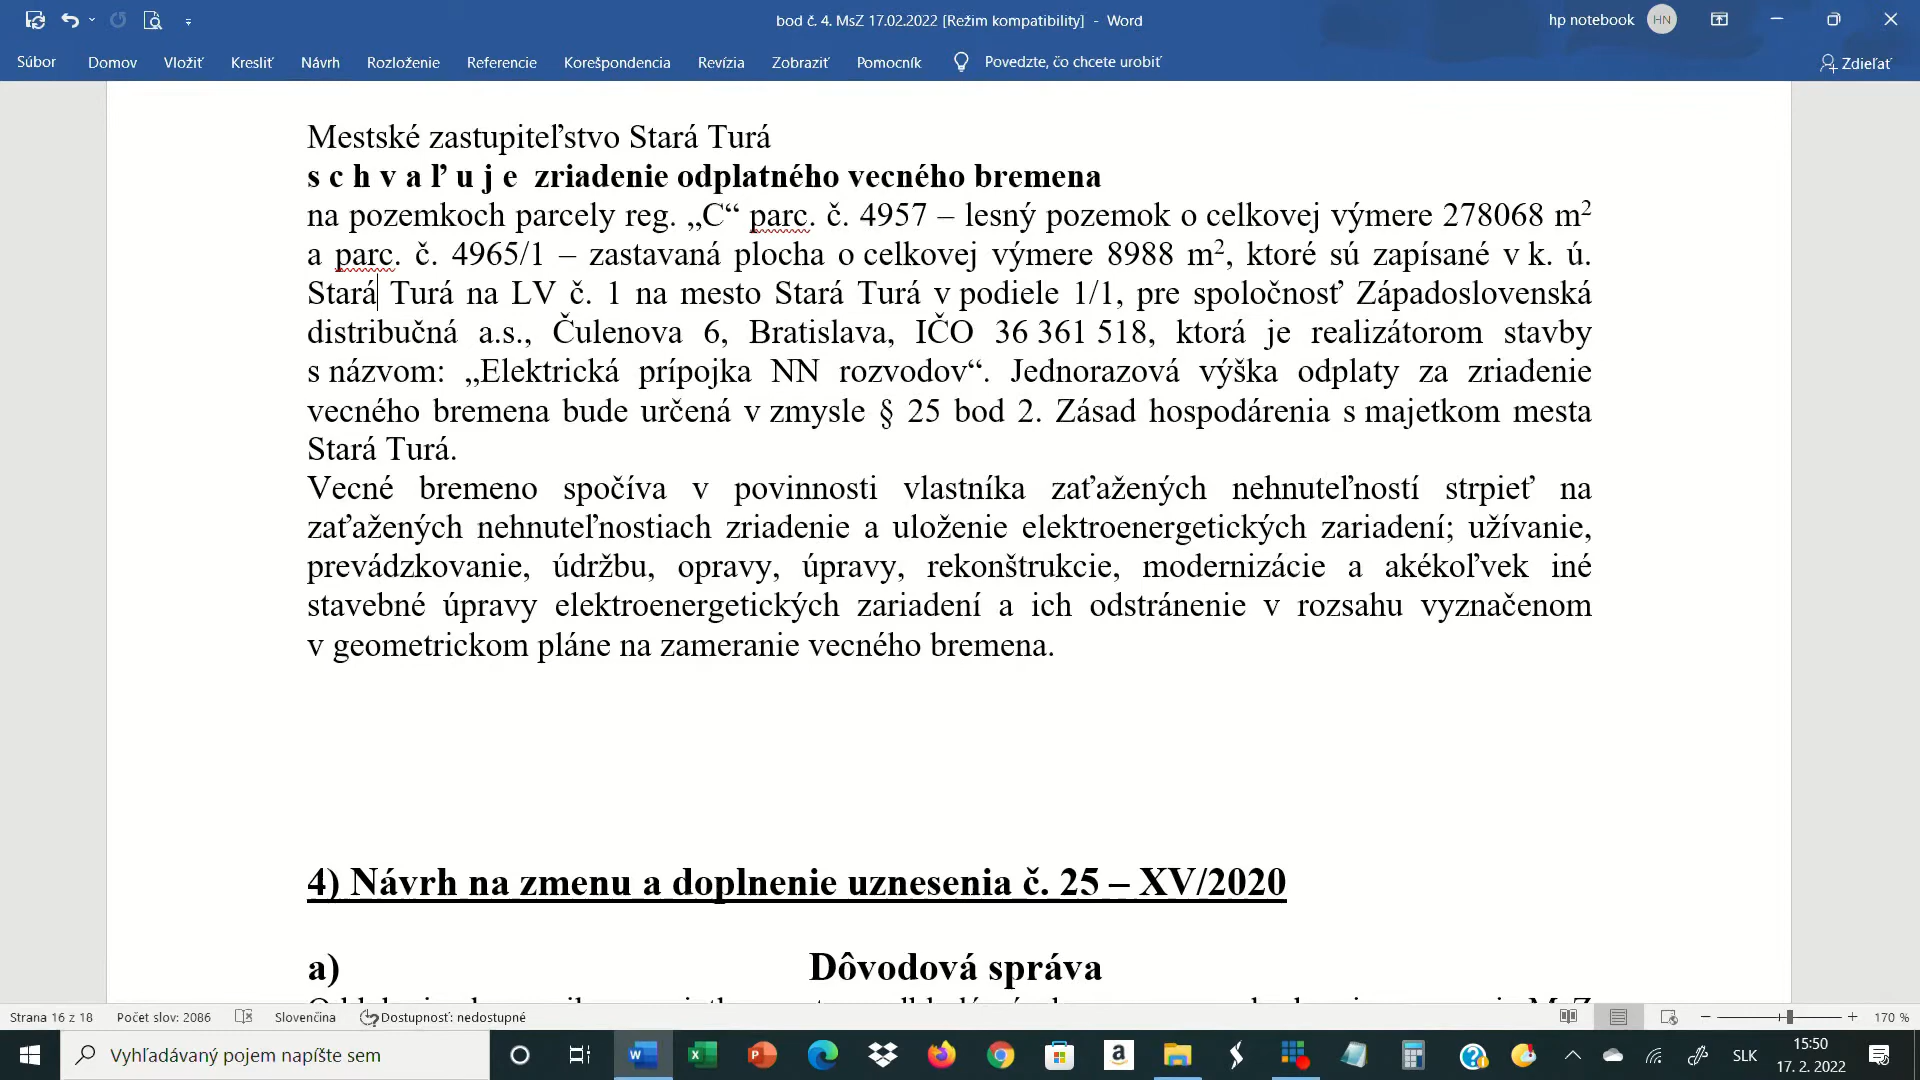 bod č. 4. MsZ 17.02.2022 [Režim kompatibility] - Word
hp notebook HN
Súbor Domov Vložiť Kresliť Návrh Rozloženie Referencie Korešpondencia Revízia Zobraziť Pomocník Povedzte, čo chcete urobiť Zdieľať
Mestské zastupiteľstvo Stará Turá
s c h v a ľ u j e zriadenie odplatného vecného bremena
na pozemkoch parcely reg. „C“ parc. č. 4957 – lesný pozemok o celkovej výmere 278068 m²
a parc. č. 4965/1 – zastavaná plocha o celkovej výmere 8988 m², ktoré sú zapísané v k. ú.
Stará Turá na LV č. 1 na mesto Stará Turá v podiele 1/1, pre spoločnosť Západoslovenská
distribučná a.s., Čulenova 6, Bratislava, IČO 36 361 518, ktorá je realizátorom stavby
s názvom: „Elektrická prípojka NN rozvodov“. Jednorazová výška odplaty za zriadenie
vecného bremena bude určená v zmysle § 25 bod 2. Zásad hospodárenia s majetkom mesta
Stará Turá.
Vecné bremeno spočíva v povinnosti vlastníka zaťažených nehnuteľností strpieť na
zaťažených nehnuteľnostiach zriadenie a uloženie elektroenergetických zariadení; užívanie,
prevádzkovanie, údržbu, opravy, úpravy, rekonštrukcie, modernizácie a akékoľvek iné
stavebné úpravy elektroenergetických zariadení a ich odstránenie v rozsahu vyznačenom
v geometrickom pláne na zameranie vecného bremena.
4) Návrh na zmenu a doplnenie uznesenia č. 25 – XV/2020
a) Dôvodová správa
Strana 16 z 18 Počet slov: 2086 Slovenčina Dostupnosť: nedostupné 170 %
Vyhľadávaný pojem napíšte sem
SLK
15:50
17. 2. 2022